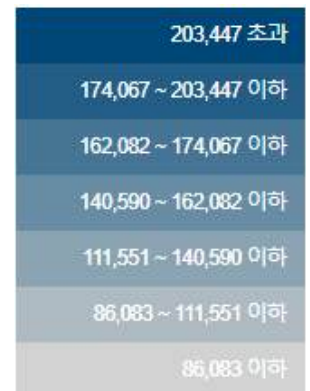 203,447 초과
174,067 ~ 203,447 이하
162,082 ~ 174,067 이하
140,590 ~ 162,082 이하
111,551 ~ 140,590 이하
86,083 ~ 111,551 이하
86,083 이하